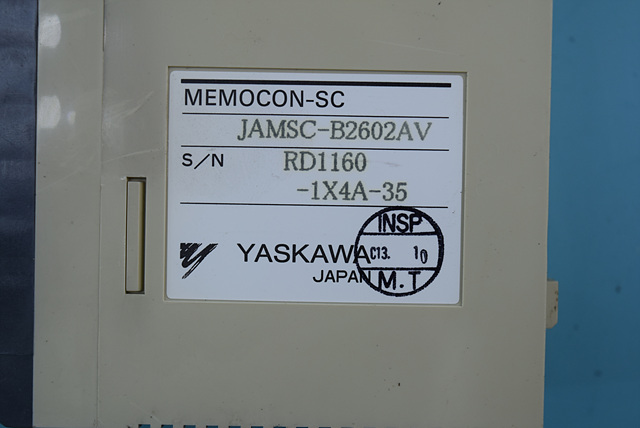 MEMOCON-SC
JAMSC-B2602AV
S/N RD1160
-1X4A-35
YASKAWA
JAPAN
INSP
C13. 10
M.T